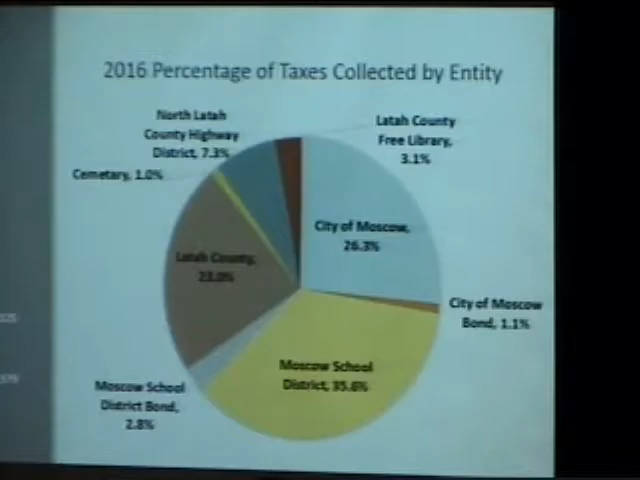 2016 Percentage of Taxes Collected by Entity
North Latah
County Highway
District, 7.3%
Latah County
Free Library,
3.1%
Cemetary, 1.0%
City of Moscow,
26.3%
Latah County,
23.0%
City of Moscow
Bond, 1.1%
Moscow School
District, 35.6%
Moscow School
District Bond,
2.8%